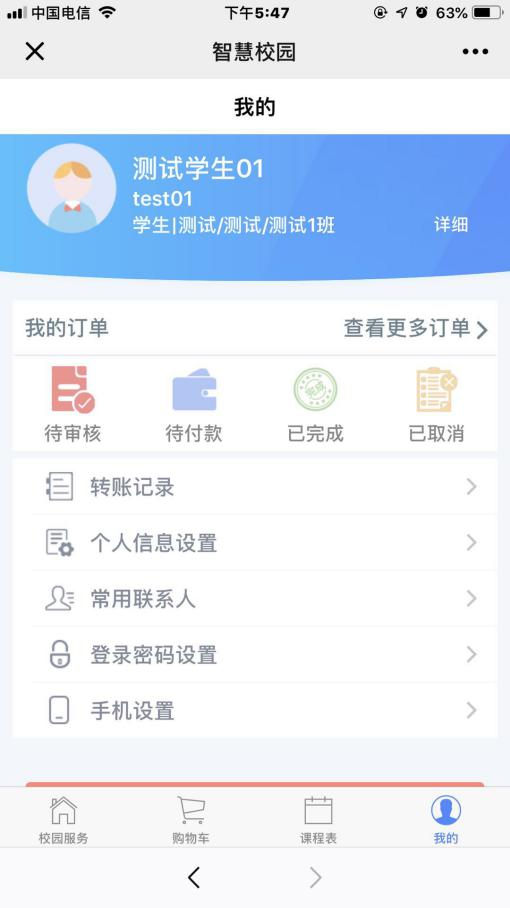 中国电信 下午5:47 63%
智慧校园
我的
测试学生01
test01
学生|测试/测试/测试1班 详细
我的订单 查看更多订单
完成
待审核 待付款 已完成 已取消
转账记录
个人信息设置
常用联系人
登录密码设置
手机设置
校园服务 购物车 课程表 我的